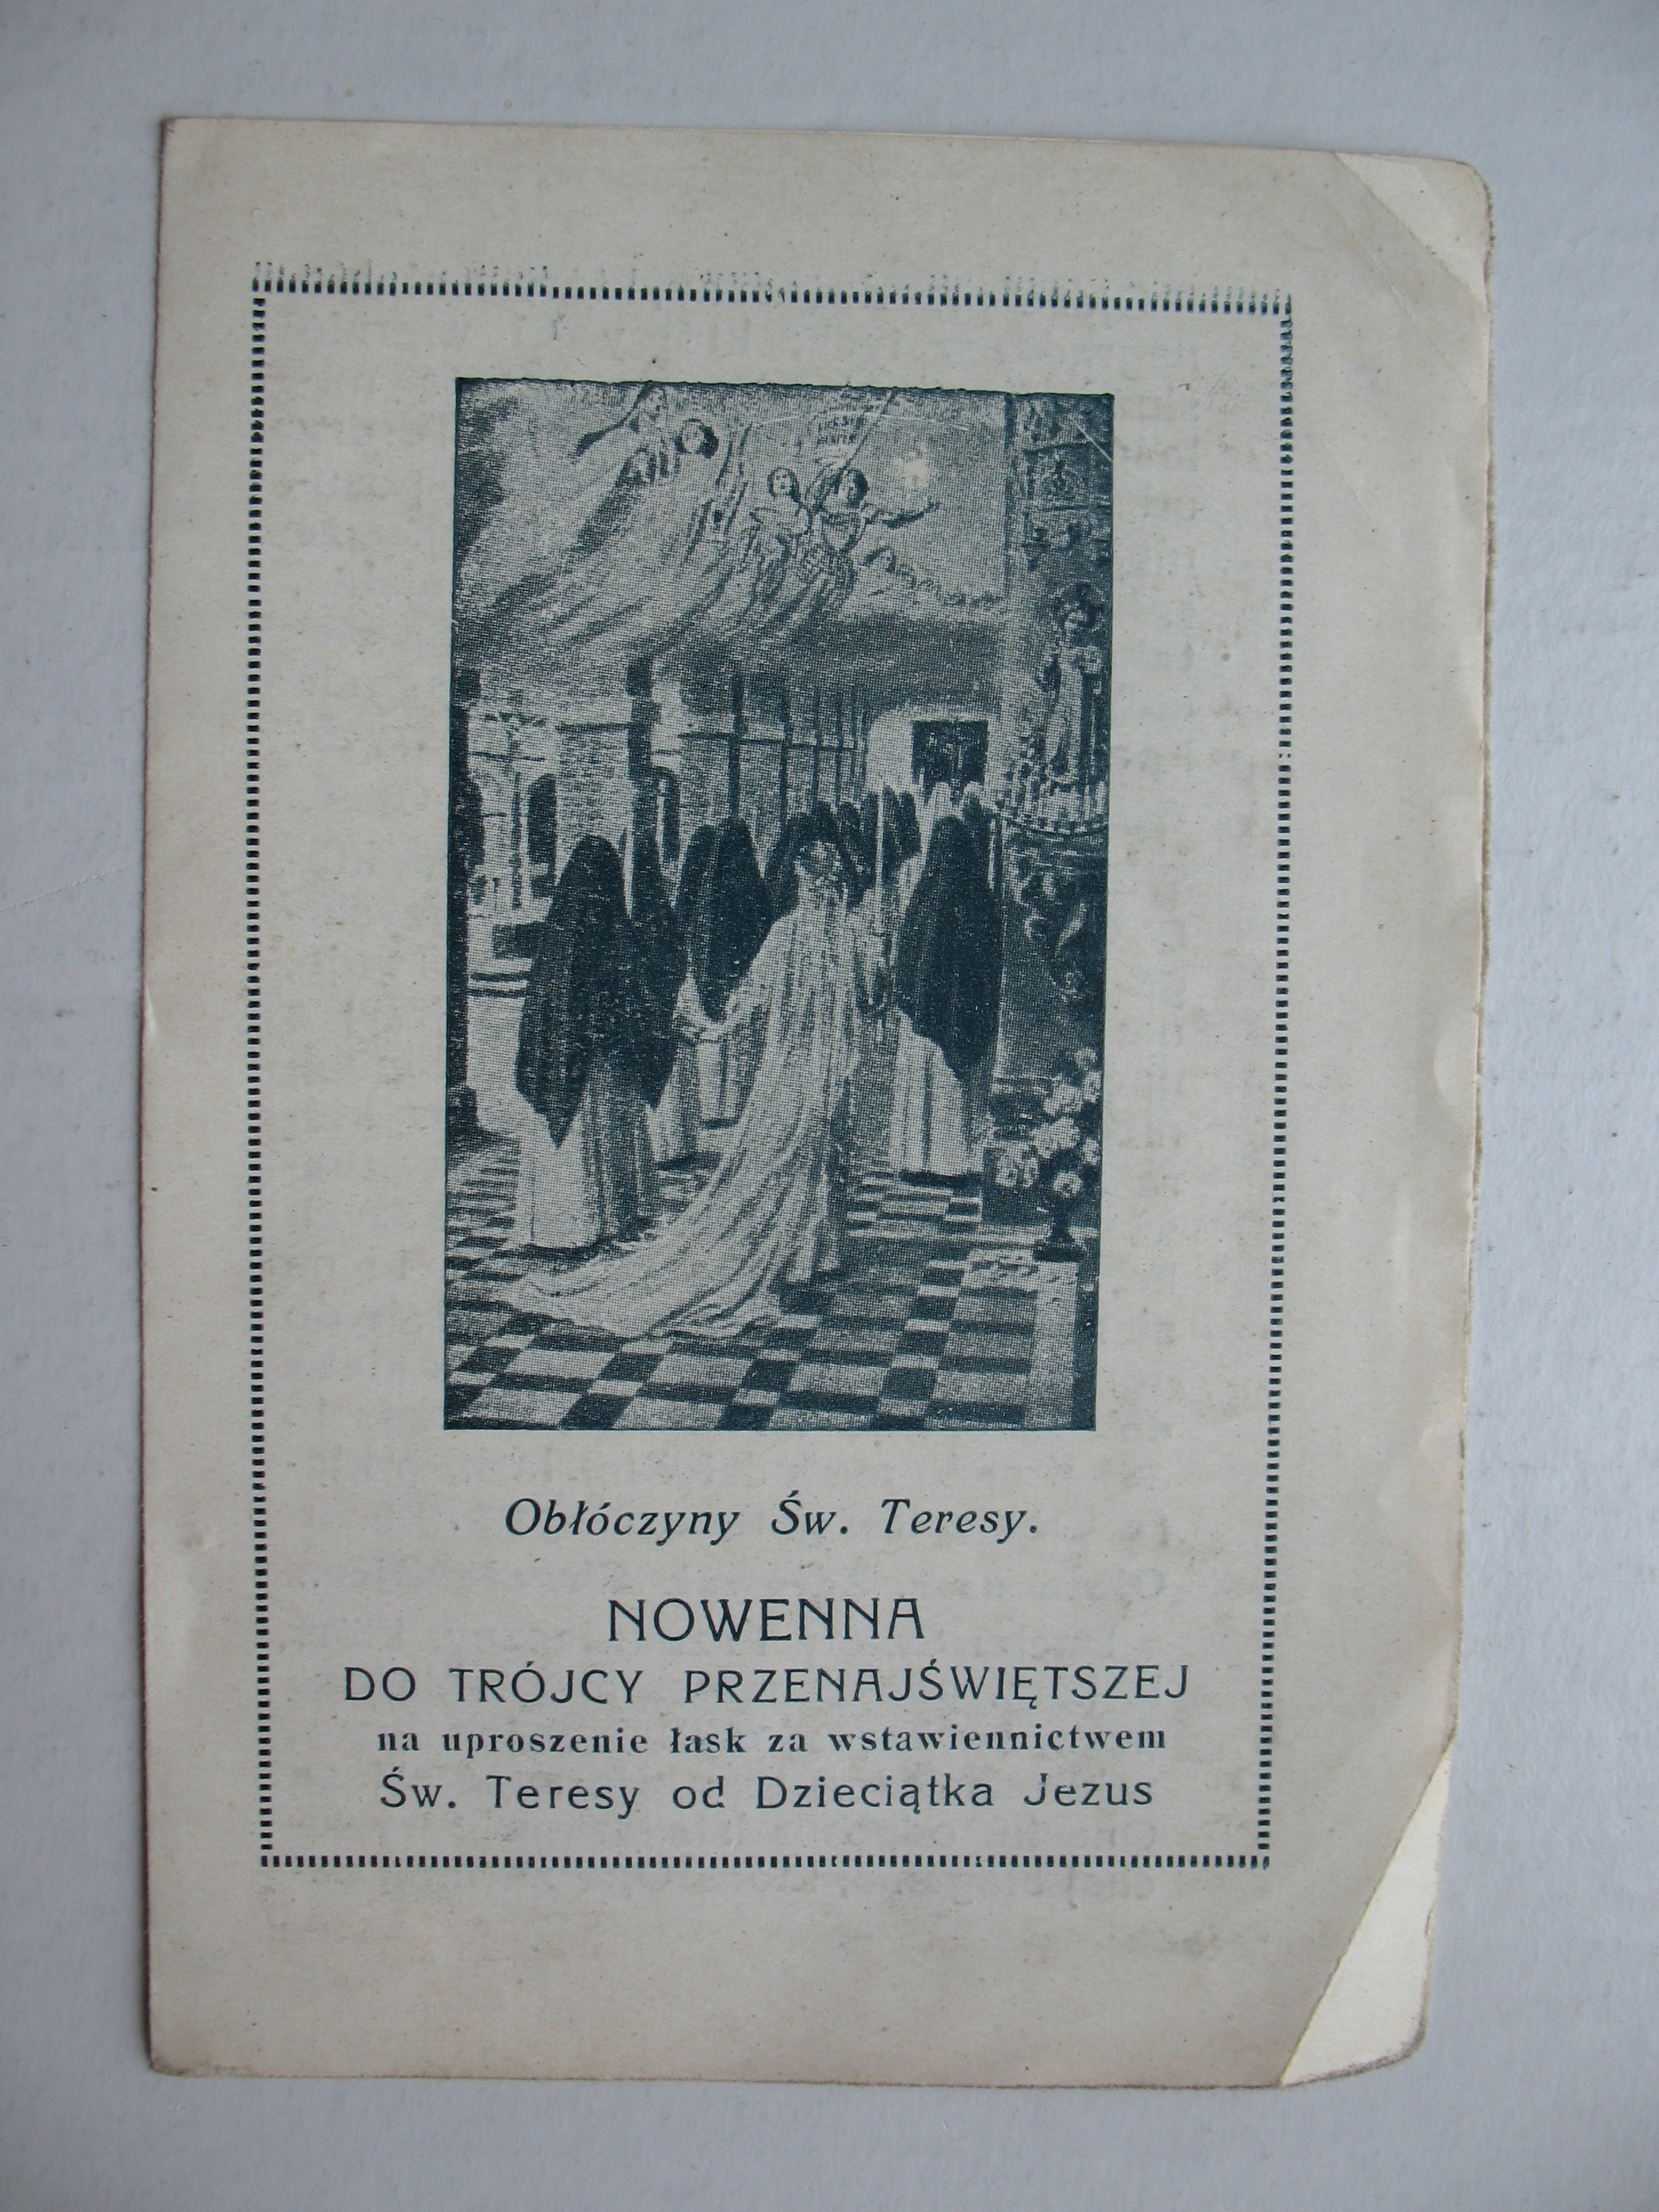 Obłóczyny Św. Teresy.
NOWENNA
DO TRÓJCY PRZENAJŚWIĘTSZEJ
na uproszenie łask za wstawiennictwem
Św. Teresy od Dzieciątka Jezus